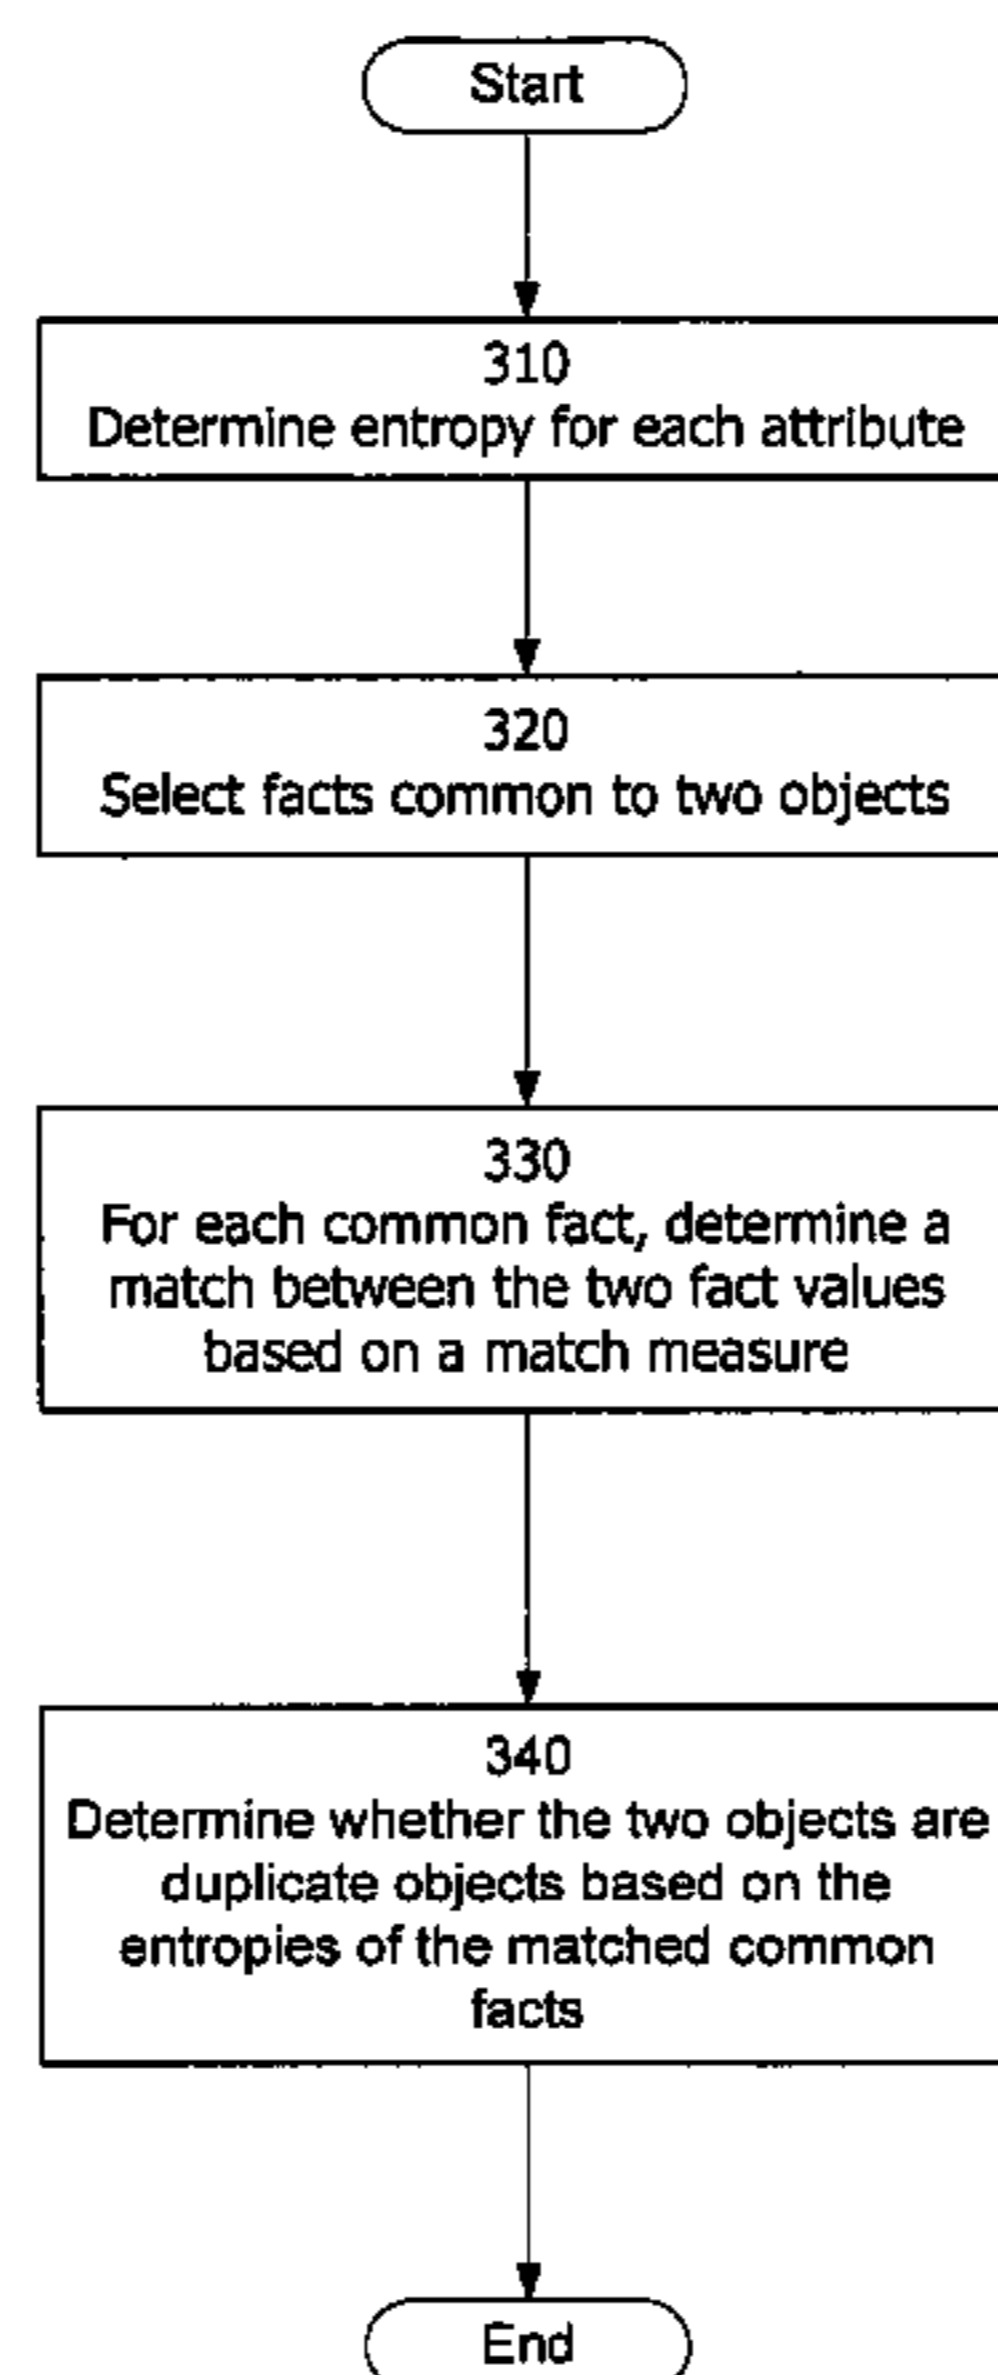 Start
310
Determine entropy for each attribute
320
Select facts common to two objects
330
For each common fact, determine a
match between the two fact values
based on a match measure
340
Determine whether the two objects are
duplicate objects based on the
entropies of the matched common
facts
End